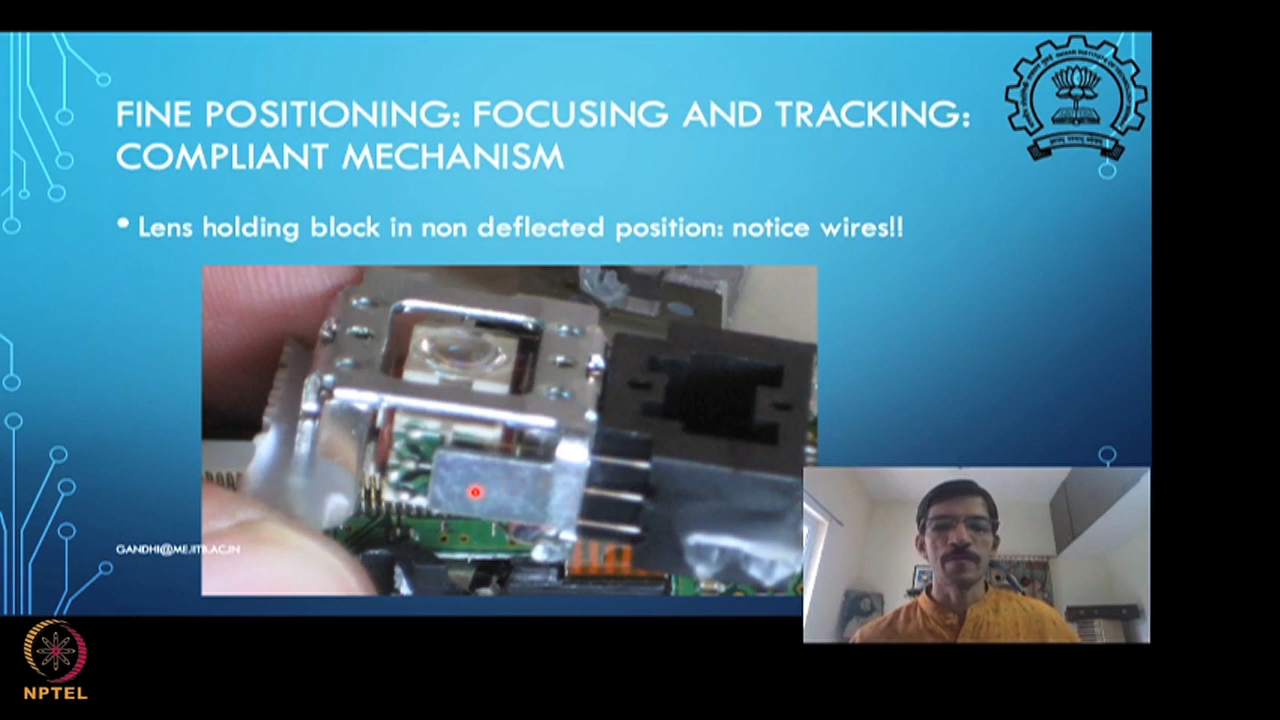 FINE POSITIONING: FOCUSING AND TRACKING:
COMPLIANT MECHANISM
• Lens holding block in non deflected position: notice wires!!
GANDHI@ME.IITB.AC.IN
NPTEL